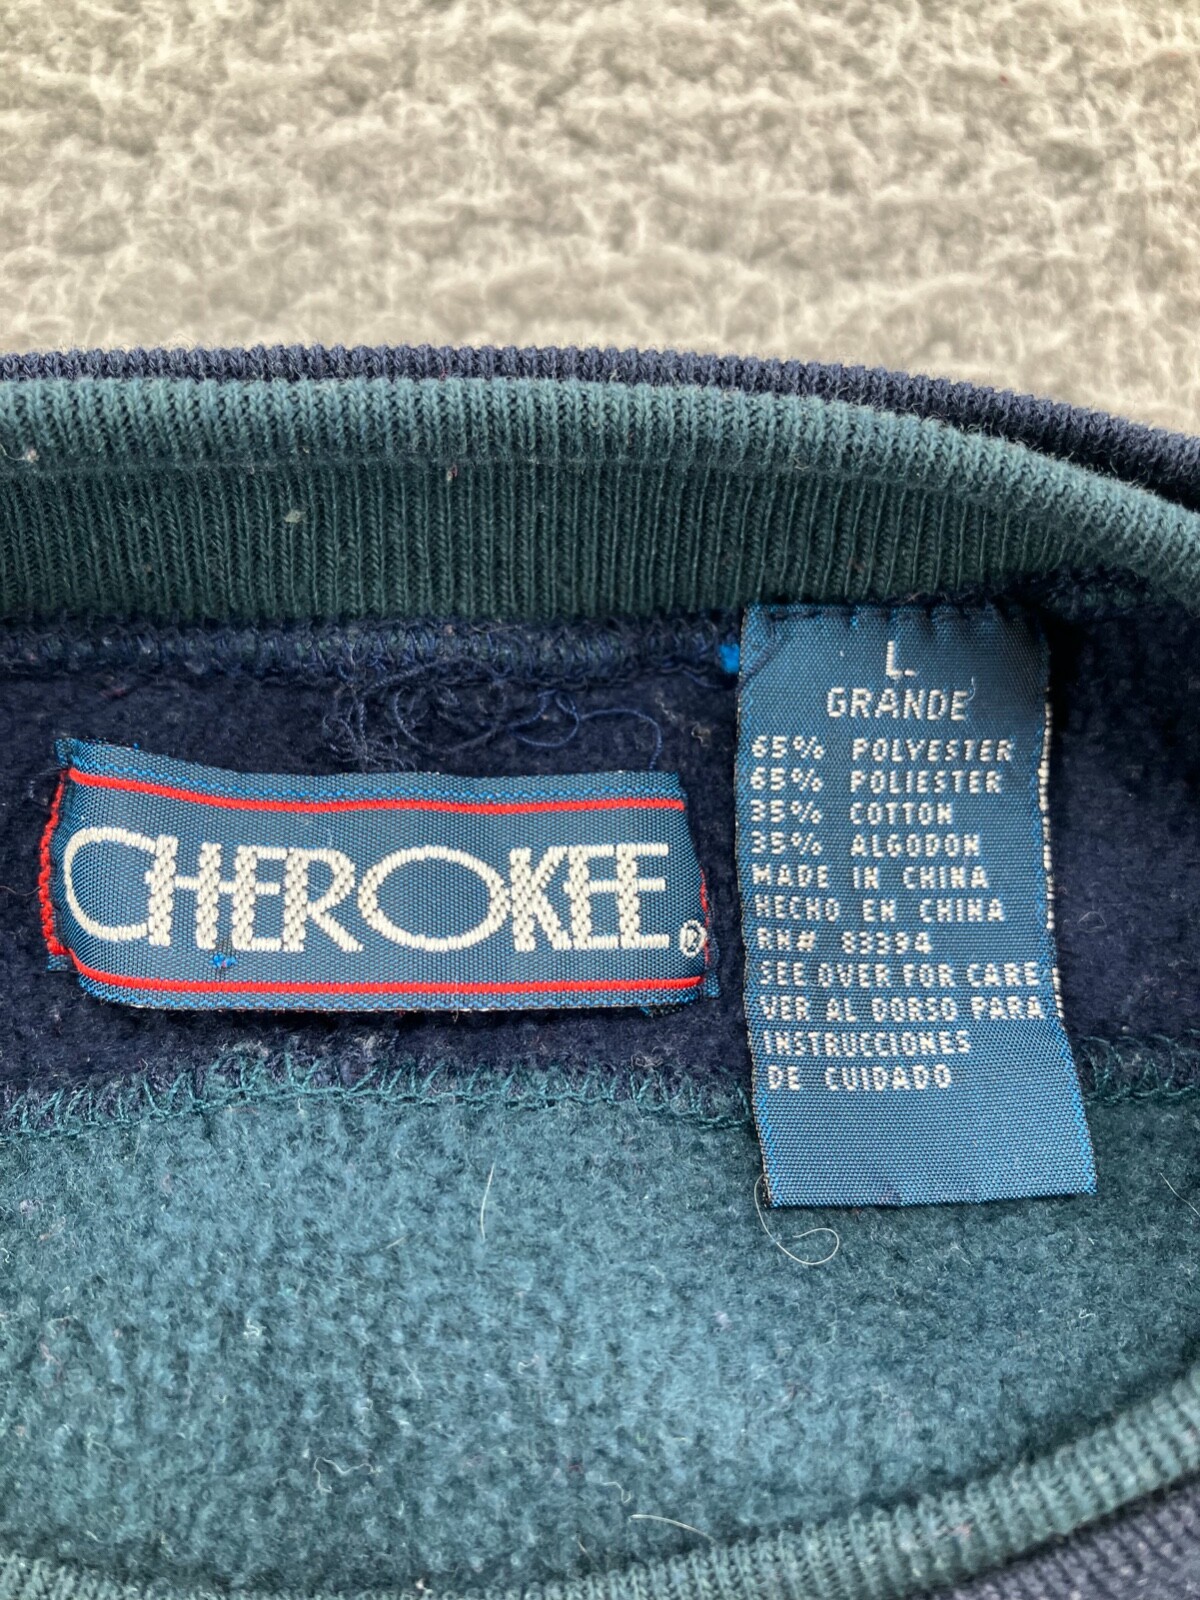 CHEROKEE®
L.
GRANDE
65% POLYESTER
65% POLIESTER
35% COTTON
35% ALGODON
MADE IN CHINA
HECHO EN CHINA
RN# 83394
SEE OVER FOR CARE
VER AL DORSO PARA
INSTRUCCIONES
DE CUIDADO